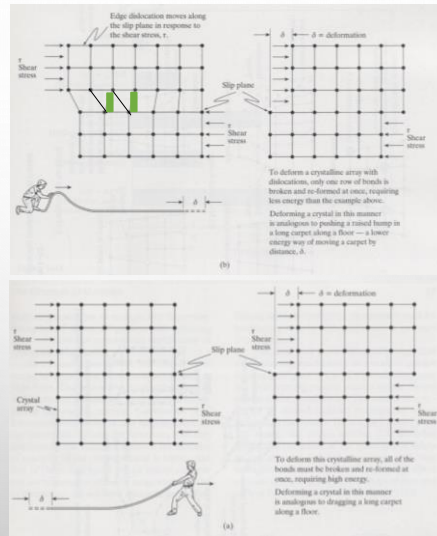 Edge dislocation moves along
the slip plane in response to
the shear stress, τ.
δ
δ = deformation
τ
Shear
stress
Slip plane
τ
Shear
stress
δ
To deform a crystalline array with
dislocations, only one row of bonds is
broken and re-formed at once, requiring
less energy than the example above.
Deforming a crystal in this manner
is analogous to pushing a raised hump in
a long carpet along a floor — a lower
energy way of moving a carpet by
distance, δ.
(b)
δ
δ = deformation
τ
Shear
stress
τ
Shear
stress
Slip plane
Crystal
array
τ
Shear
stress
τ
Shear
stress
To deform this crystalline array, all of the
bonds must be broken and re-formed at
once, requiring high energy.
Deforming a crystal in this manner
is analogous to dragging a long carpet
along a floor.
δ
(a)